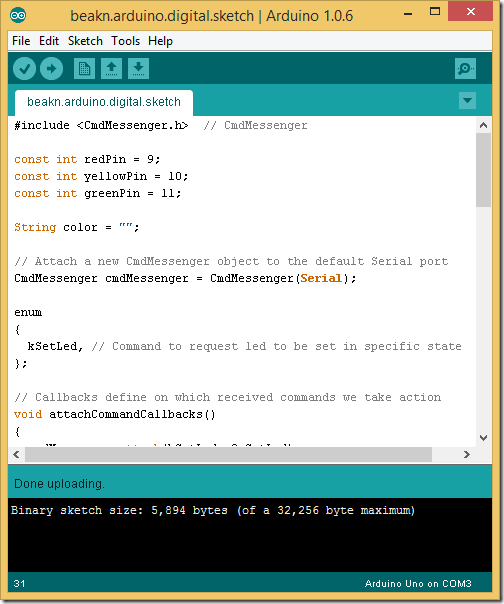 beakn.arduino.digital.sketch | Arduino 1.0.6
File Edit Sketch Tools Help
beakn.arduino.digital.sketch
#include <CmdMessenger.h>  // CmdMessenger
const int redPin = 9;
const int yellowPin = 10;
const int greenPin = 11;
String color = "";
// Attach a new CmdMessenger object to the default Serial port
CmdMessenger cmdMessenger = CmdMessenger(Serial);
enum
{
  kSetLed, // Command to request led to be set in specific state
};
// Callbacks define on which received commands we take action
void attachCommandCallbacks()
{
Done uploading.
Binary sketch size: 5,894 bytes (of a 32,256 byte maximum)
31 Arduino Uno on COM3